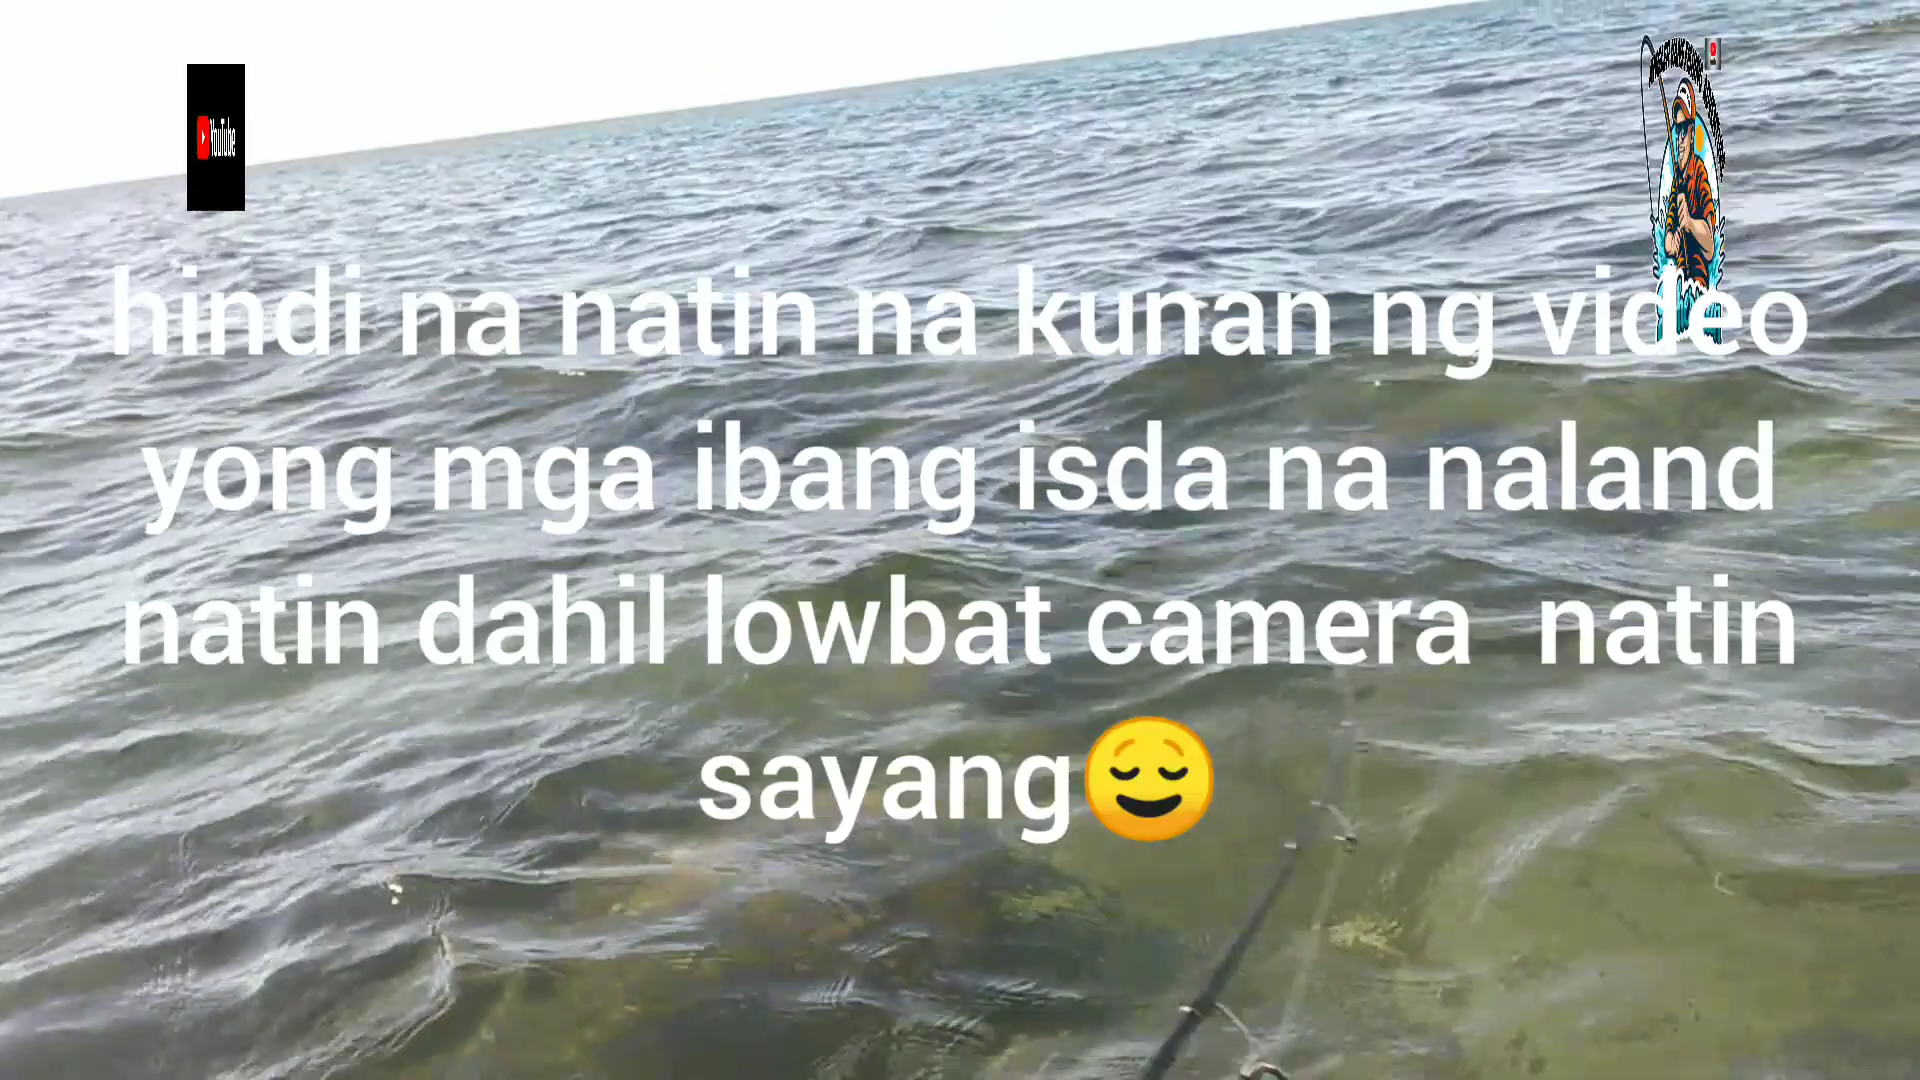 YouTube
hindi na natin na kunan ng video
yong mga ibang isda na naland
natin dahil lowbat camera  natin
sayang😌